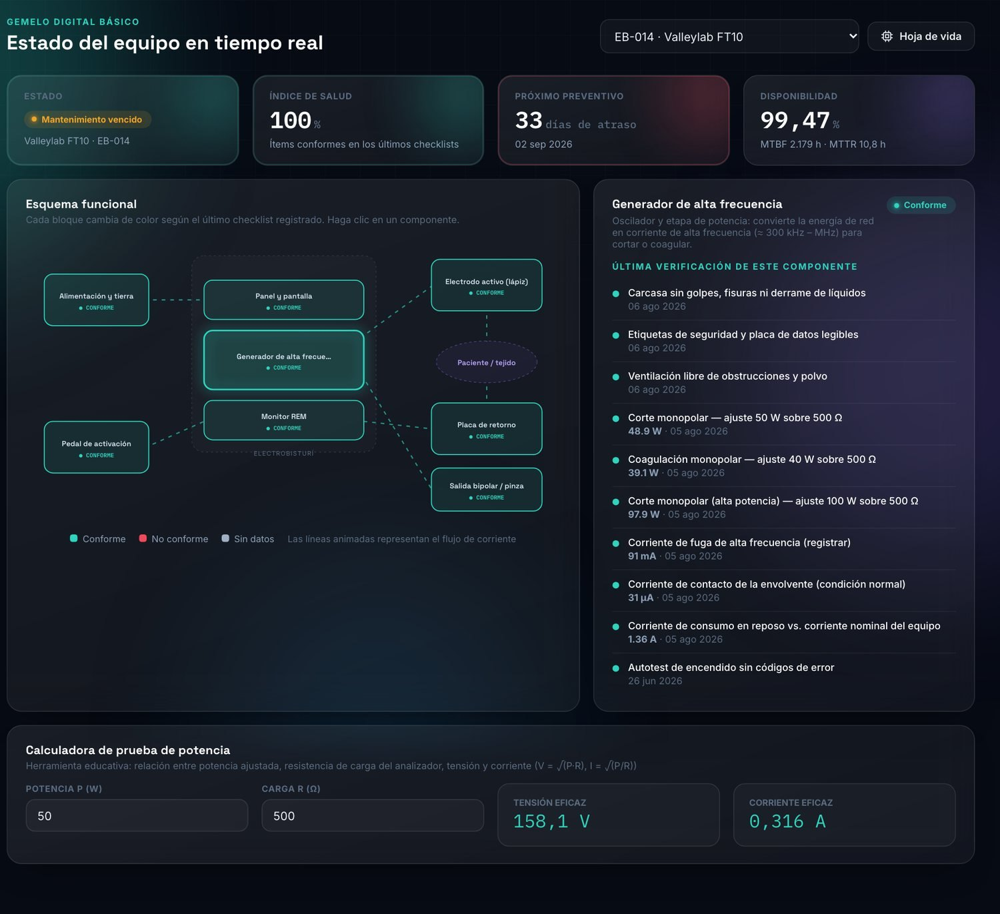 GEMELO DIGITAL BÁSICO
Estado del equipo en tiempo real
EB-014 · Valleylab FT10
Hoja de vida
ESTADO
Mantenimiento vencido
Valleylab FT10 · EB-014
ÍNDICE DE SALUD
100 %
Ítems conformes en los últimos checklists
PRÓXIMO PREVENTIVO
33 días de atraso
02 sep 2026
DISPONIBILIDAD
99,47 %
MTBF 2.179 h · MTTR 10,8 h
Esquema funcional
Cada bloque cambia de color según el último checklist registrado. Haga clic en un componente.
Alimentación y tierra
CONFORME
Panel y pantalla
CONFORME
Electrodo activo (lápiz)
CONFORME
Generador de alta frecue…
CONFORME
Paciente / tejido
Monitor REM
CONFORME
Placa de retorno
CONFORME
Pedal de activación
CONFORME
ELECTROBISTURÍ
Salida bipolar / pinza
CONFORME
Conforme
No conforme
Sin datos
Las líneas animadas representan el flujo de corriente
Generador de alta frecuencia
Conforme
Oscilador y etapa de potencia: convierte la energía de red
en corriente de alta frecuencia (≈ 300 kHz – MHz) para
cortar o coagular.
ÚLTIMA VERIFICACIÓN DE ESTE COMPONENTE
Carcasa sin golpes, fisuras ni derrame de líquidos
06 ago 2026
Etiquetas de seguridad y placa de datos legibles
06 ago 2026
Ventilación libre de obstrucciones y polvo
06 ago 2026
Corte monopolar — ajuste 50 W sobre 500 Ω
48.9 W · 05 ago 2026
Coagulación monopolar — ajuste 40 W sobre 500 Ω
39.1 W · 05 ago 2026
Corte monopolar (alta potencia) — ajuste 100 W sobre 500 Ω
97.9 W · 05 ago 2026
Corriente de fuga de alta frecuencia (registrar)
91 mA · 05 ago 2026
Corriente de contacto de la envolvente (condición normal)
31 µA · 05 ago 2026
Corriente de consumo en reposo vs. corriente nominal del equipo
1.36 A · 05 ago 2026
Autotest de encendido sin códigos de error
26 jun 2026
Calculadora de prueba de potencia
Herramienta educativa: relación entre potencia ajustada, resistencia de carga del analizador, tensión y corriente (V = √(P·R), I = √(P/R))
POTENCIA P (W)
50
CARGA R (Ω)
500
TENSIÓN EFICAZ
158,1 V
CORRIENTE EFICAZ
0,316 A